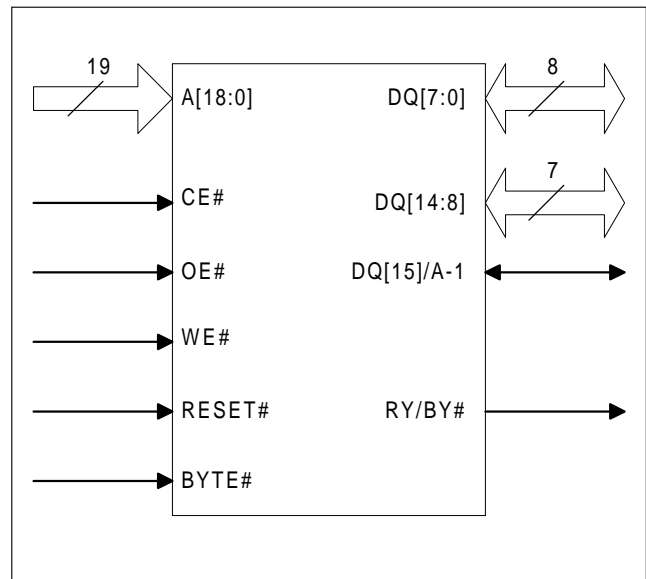 19
A[18:0]
CE#
OE#
WE#
RESET#
BYTE#
8
DQ[7:0]
7
DQ[14:8]
DQ[15]/A-1
RY/BY#